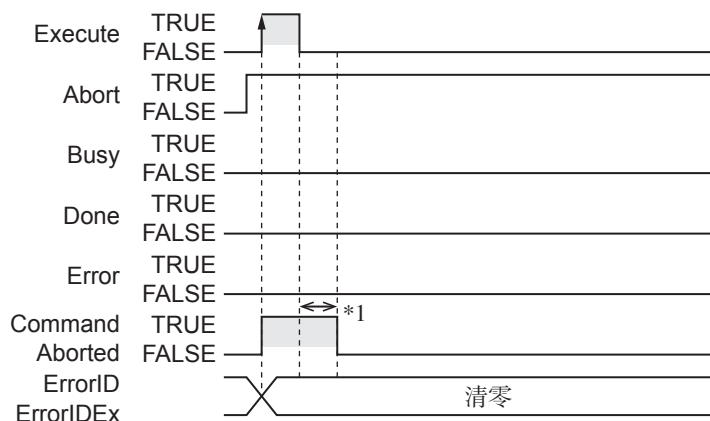 Execute TRUE
FALSE
Abort TRUE
FALSE
Busy TRUE
FALSE
Done TRUE
FALSE
Error TRUE
FALSE
*1
Command TRUE
Aborted FALSE
ErrorID
清零
ErrorIDEx